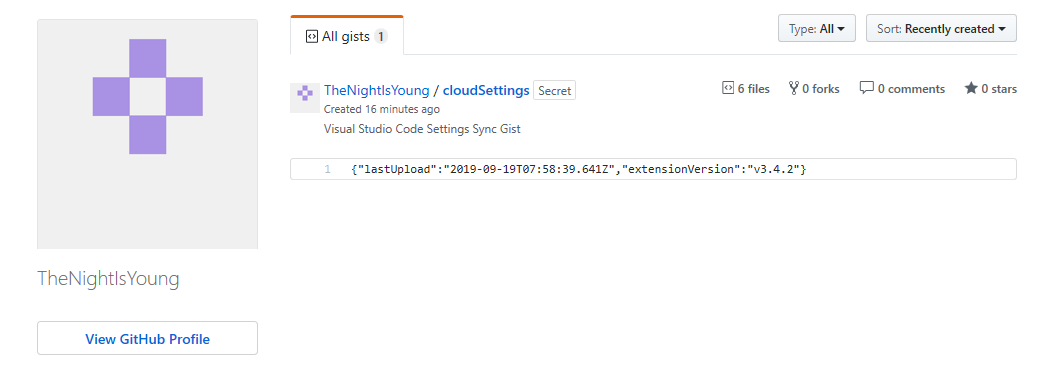 All gists 1
Type: All
Sort: Recently created
TheNightIsYoung / cloudSettings Secret
6 files 0 forks 0 comments 0 stars
Created 16 minutes ago
Visual Studio Code Settings Sync Gist
1 {"lastUpload":"2019-09-19T07:58:39.641Z","extensionVersion":"v3.4.2"}
TheNightIsYoung
View GitHub Profile